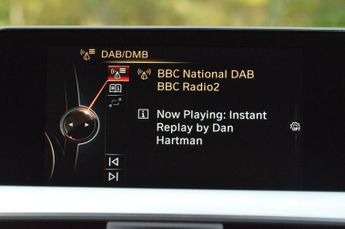 DAB/DMB
BBC National DAB
BBC Radio2
Now Playing: Instant
Replay by Dan
Hartman